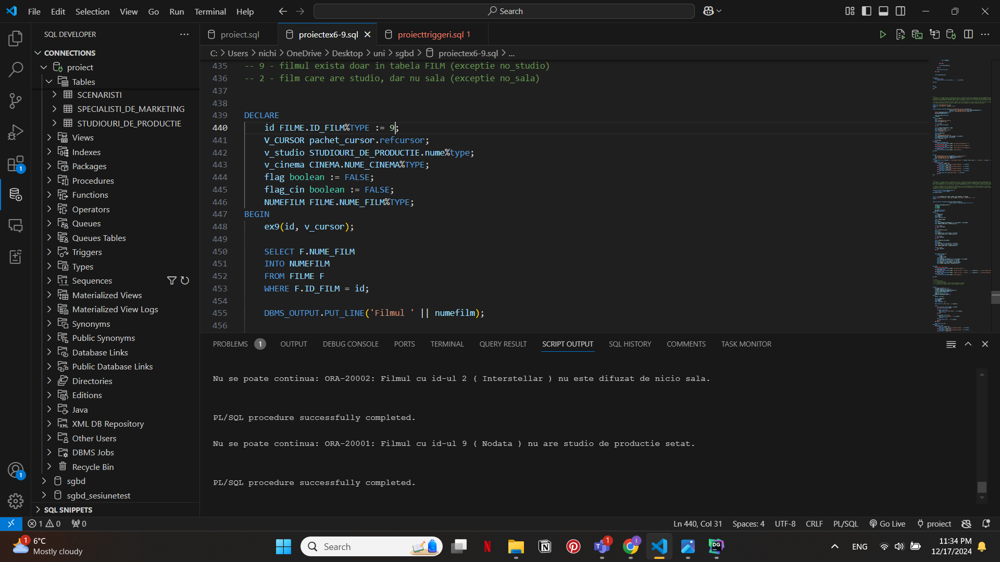 File Edit Selection View Go Run Terminal Help
Search
SQL DEVELOPER
project.sql
proiectex6-9.sql
proiecttriggeri.sql 1
CONNECTIONS
C: > Users > nichi > OneDrive > Desktop > uni > sgbd > proiectex6-9.sql > ...
proiect
Tables
SCENARISTI
SPECIALISTI_DE_MARKETING
STUDIOURI_DE_PRODUCTIE
Views
Indexes
Packages
Procedures
Functions
Operators
Queues
Queues Tables
Triggers
Types
Sequences
Materialized Views
Materialized View Logs
Synonyms
Public Synonyms
Database Links
Public Database Links
Directories
Editions
Java
XML DB Repository
Other Users
DBMS Jobs
Recycle Bin
sgbd
sgbd_sesiunetest
SQL SNIPPETS
435 -- 9 - filmul exista doar in tabela FILM (exceptie no_studio)
436 -- 2 - film care are studio, dar nu sala (exceptie no_sala)
437
438
439 DECLARE
440 id FILME.ID_FILM%TYPE := 9;
441 V_CURSOR pachet_cursor.refcursor;
442 v_studio STUDIOURI_DE_PRODUCTIE.nume%type;
443 v_cinema CINEMA.NUME_CINEMA%TYPE;
444 flag boolean := FALSE;
445 flag_cin boolean := FALSE;
446 NUMEFILM FILME.NUME_FILM%TYPE;
447 BEGIN
448 ex9(id, v_cursor);
449
450 SELECT F.NUME_FILM
451 INTO NUMEFILM
452 FROM FILME F
453 WHERE F.ID_FILM = id;
454
455 DBMS_OUTPUT.PUT_LINE('Filmul ' || numefilm);
456
PROBLEMS 1 OUTPUT DEBUG CONSOLE PORTS TERMINAL QUERY RESULT SCRIPT OUTPUT SQL HISTORY COMMENTS TASK MONITOR
Nu se poate continua: ORA-20002: Filmul cu id-ul 2 ( Interstellar ) nu este difuzat de nicio sala.
PL/SQL procedure successfully completed.
Nu se poate continua: ORA-20001: Filmul cu id-ul 9 ( Nodata ) nu are studio de productie setat.
PL/SQL procedure successfully completed.
1 0 0
Ln 440, Col 31 Spaces: 4 UTF-8 CRLF PL/SQL Go Live proiect
6°C
Mostly cloudy
Search
ENG
11:34 PM
12/17/2024